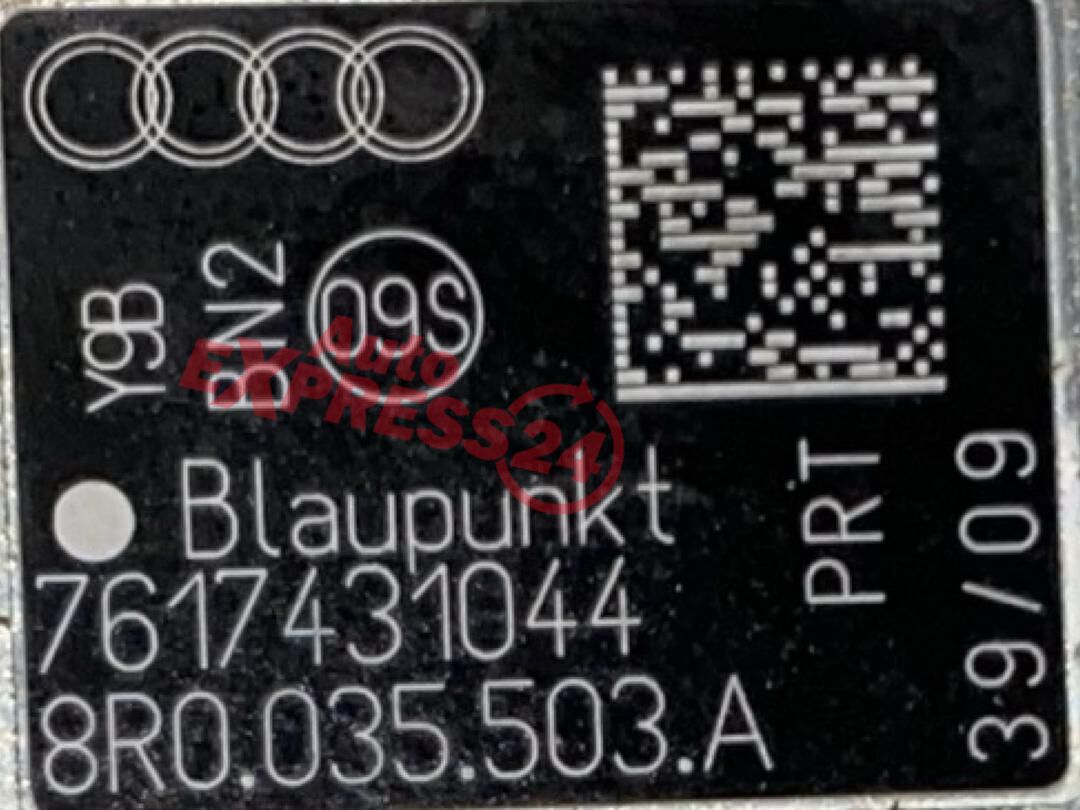 Y9B
BN2
09S
Auto
EXPRESS24
Blaupunkt
7617431044
8R0.035.503.A
PRT
39/09